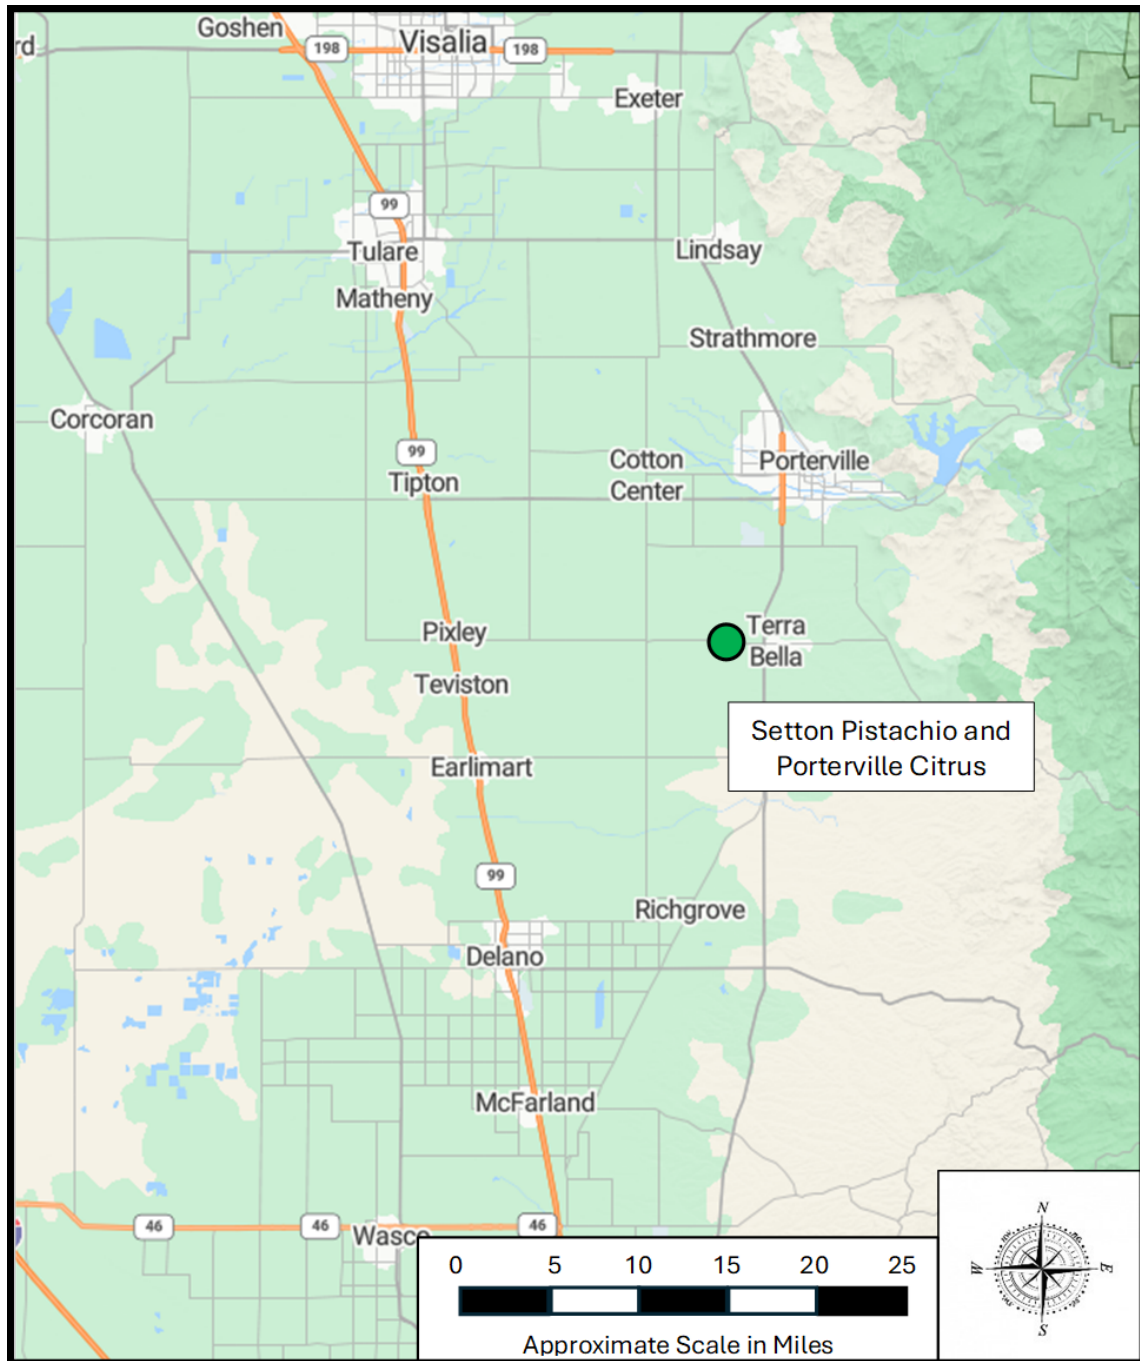 Goshen
rd
198
Visalia
198
Exeter
99
Tulare
Lindsay
Matheny
Strathmore
Corcoran
99
Tipton
Cotton
Center
Porterville
Pixley
Terra
Bella
Teviston
Setton Pistachio and
Porterville Citrus
Earlimart
99
Richgrove
Delano
McFarland
46
46
46
Wasco
0 5 10 15 20 25
Approximate Scale in Miles
N
W
E
S